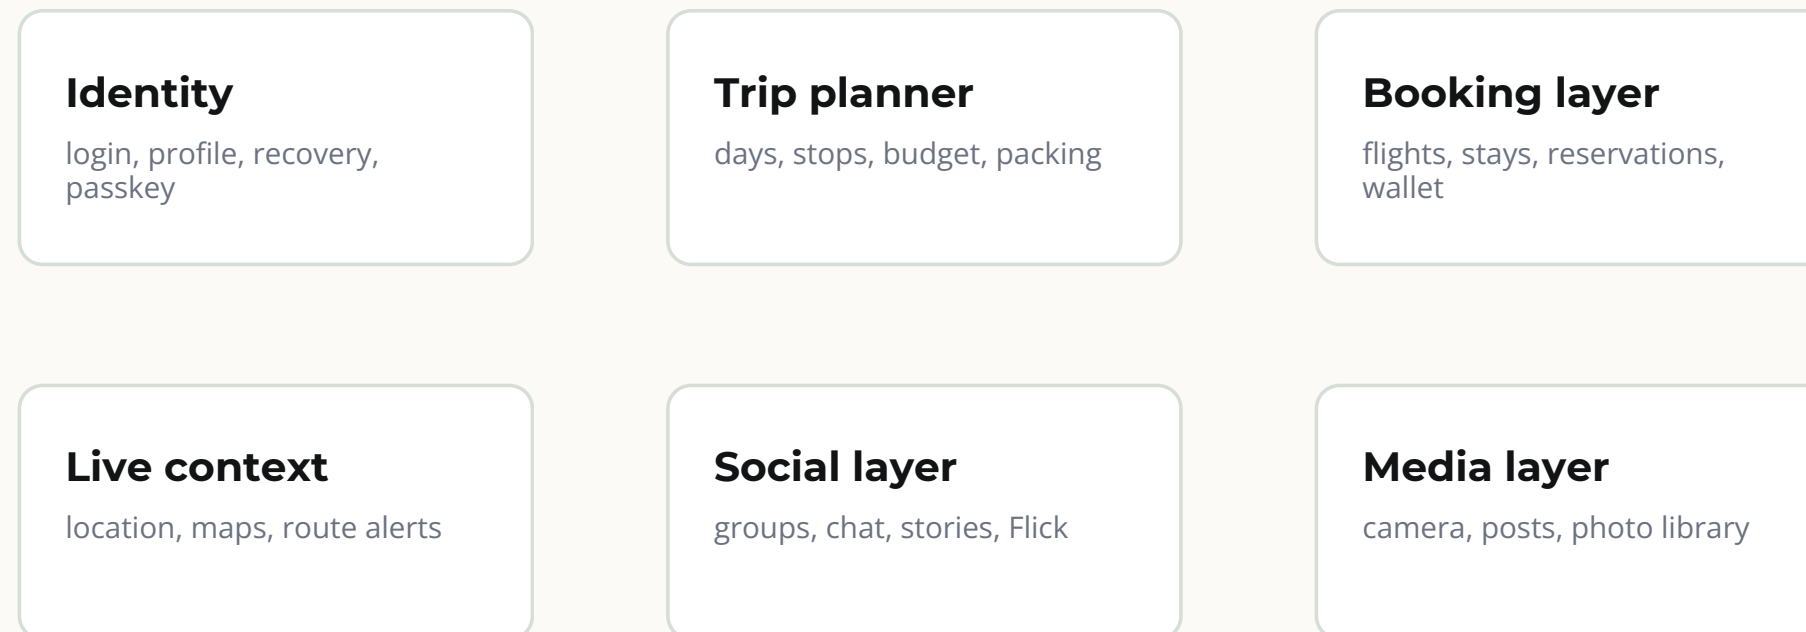 Identity
login, profile, recovery,
passkey
Trip planner
days, stops, budget, packing
Booking layer
flights, stays, reservations,
wallet
Live context
location, maps, route alerts
Social layer
groups, chat, stories, Flick
Media layer
camera, posts, photo library